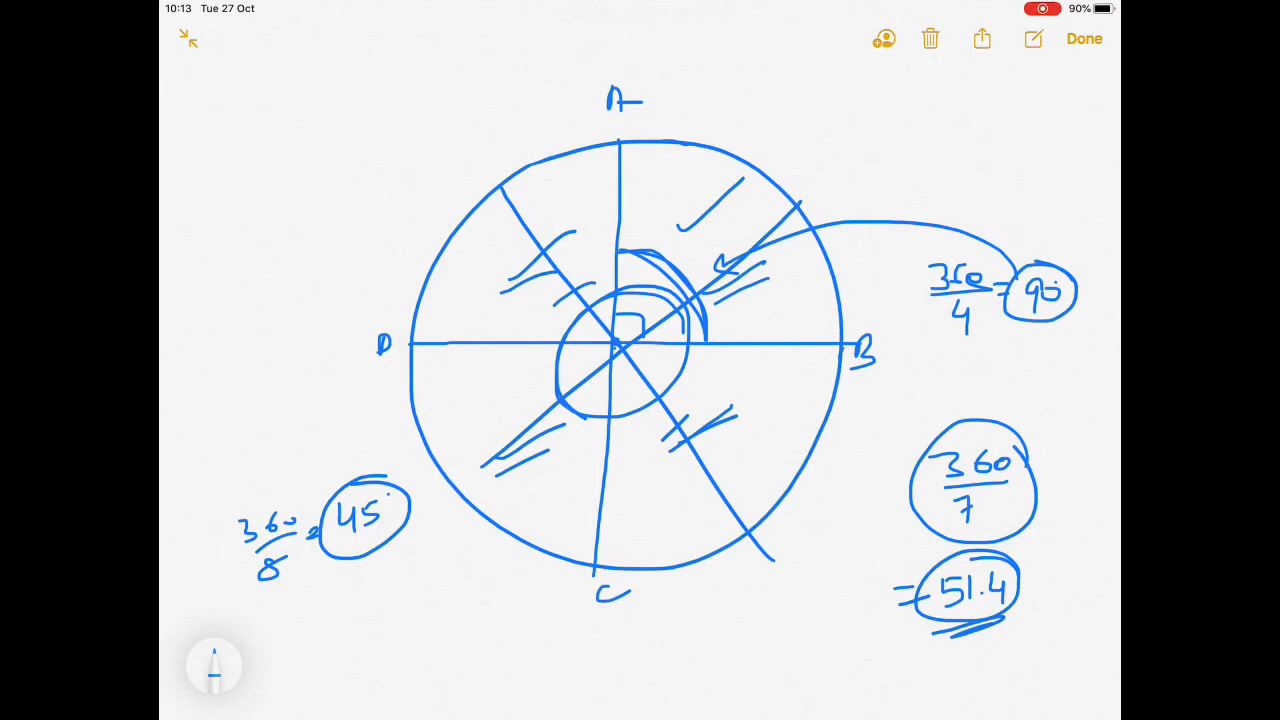 10:13 Tue 27 Oct
90%
Done
A
360/4 = 90°
D
B
360/7
= 51.4
360/8 = 45°
C